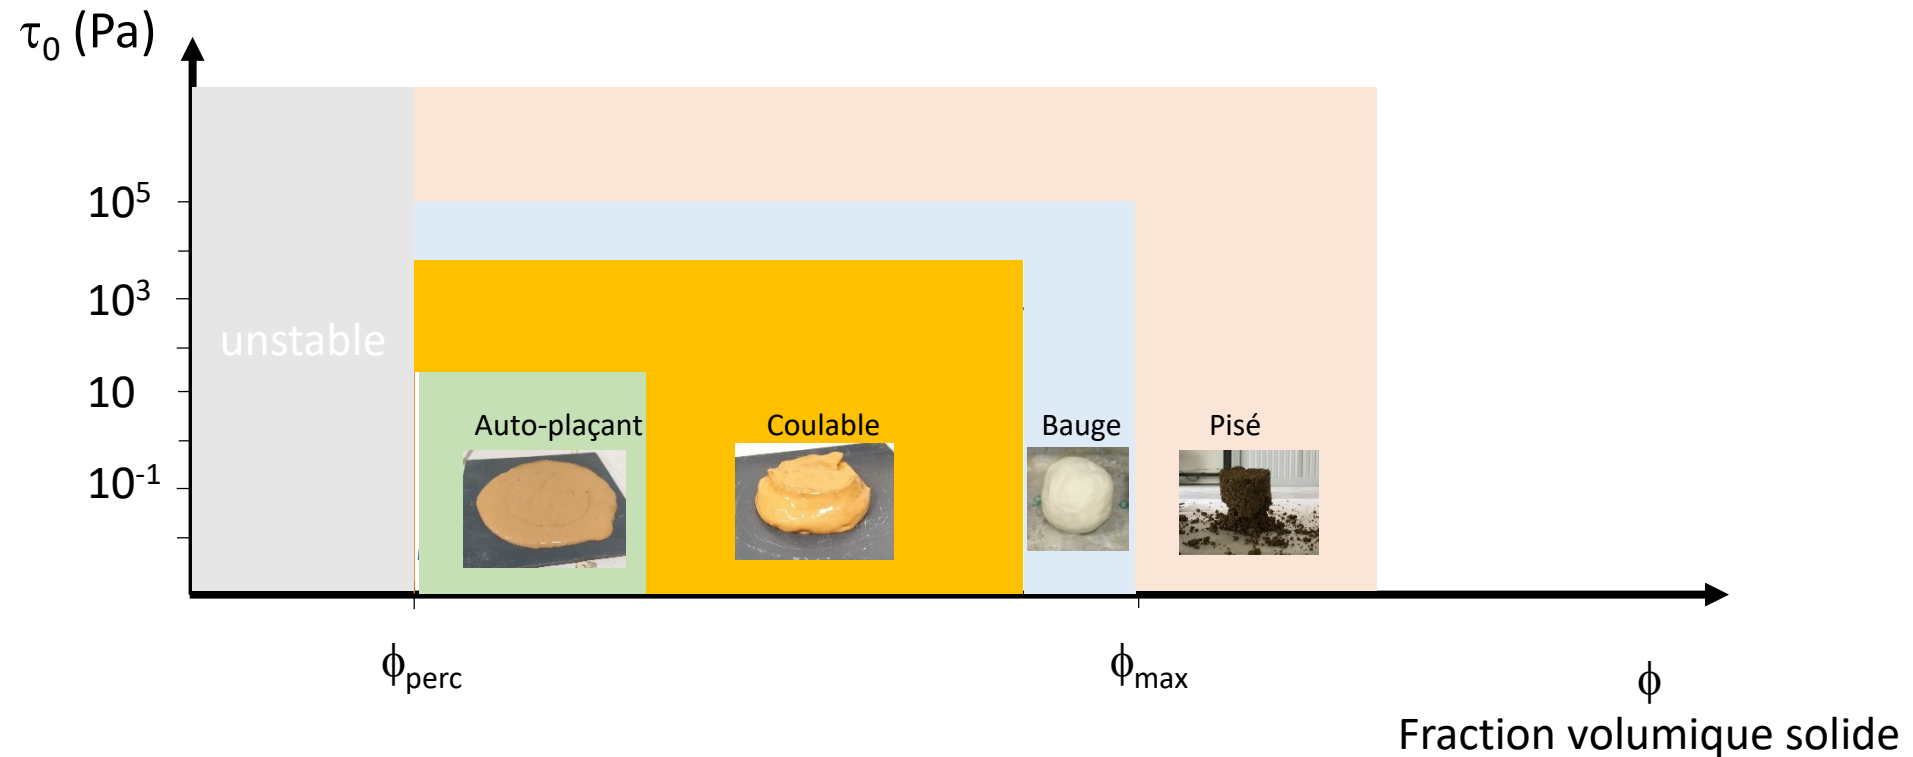 τ0 (Pa)
10^5
10^3
unstable
10
Auto-plaçant
Coulable
Bauge
Pisé
10^-1
ϕperc
ϕmax
ϕ
Fraction volumique solide